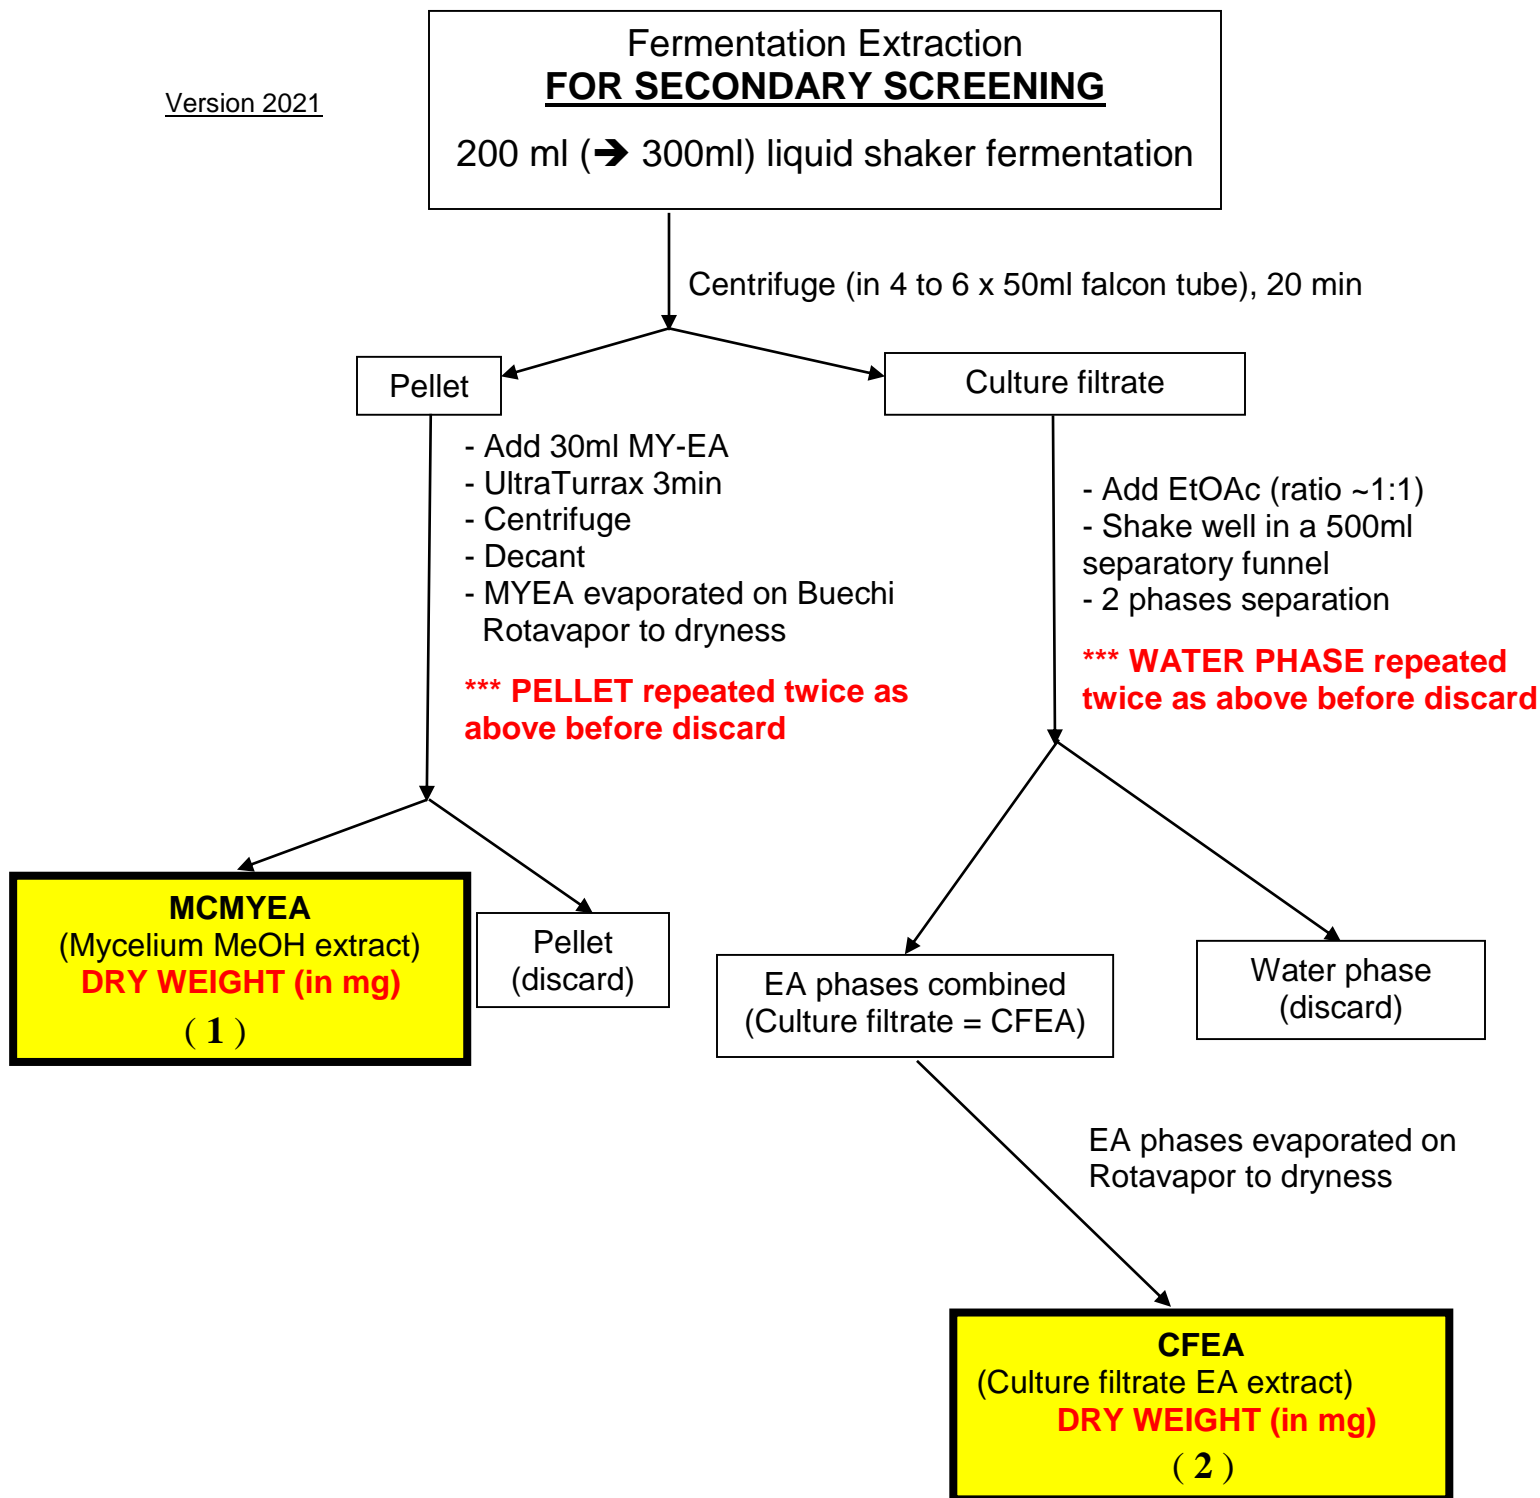 Fermentation Extraction
FOR SECONDARY SCREENING
Version 2021
200 ml (➔ 300ml) liquid shaker fermentation
Centrifuge (in 4 to 6 x 50ml falcon tube), 20 min
Pellet
Culture filtrate
- Add 30ml MY-EA
- UltraTurrax 3min
- Centrifuge
- Decant
- MYEA evaporated on Buechi
Rotavapor to dryness
*** PELLET repeated twice as
above before discard
- Add EtOAc (ratio ~1:1)
- Shake well in a 500ml
separatory funnel
- 2 phases separation
*** WATER PHASE repeated
twice as above before discard
MCMYEA
(Mycelium MeOH extract)
DRY WEIGHT (in mg)
( 1 )
Pellet
(discard)
EA phases combined
(Culture filtrate = CFEA)
Water phase
(discard)
EA phases evaporated on
Rotavapor to dryness
CFEA
(Culture filtrate EA extract)
DRY WEIGHT (in mg)
( 2 )